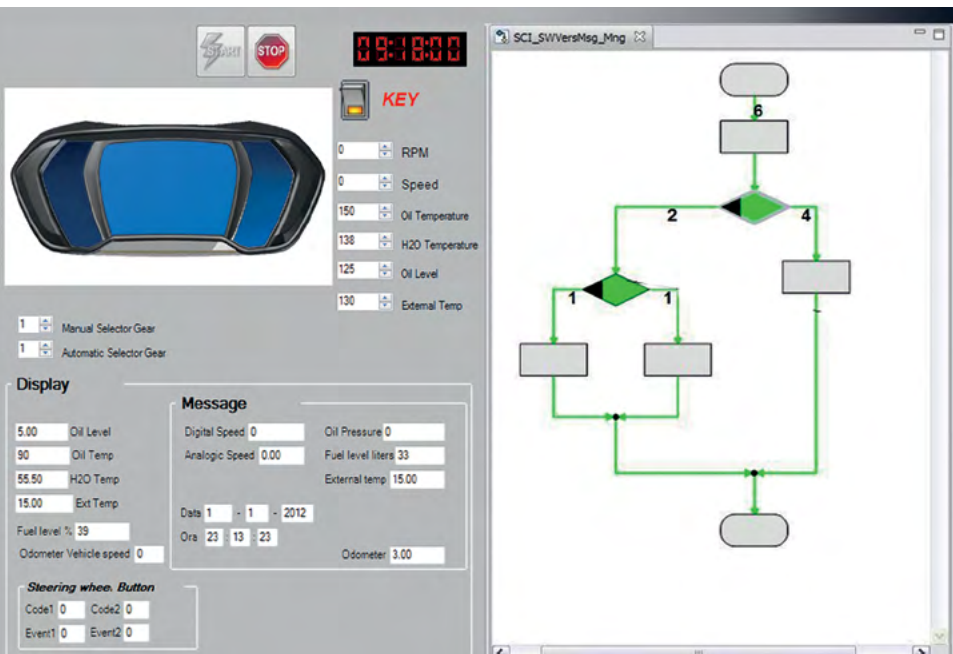 START
STOP
09:18:00
KEY
0 RPM
0 Speed
150 Oil Temperature
138 H2O Temperature
125 Oil Level
130 External Temp
1 Manual Selector Gear
1 Automatic Selector Gear
Display
5.00 Oil Level
90 Oil Temp
55.50 H2O Temp
15.00 Ext Temp
Fuel level % 39
Odometer Vehicle speed 0
Message
Digital Speed 0 Oil Pressure 0
Analogic Speed 0.00 Fuel level liters 33
External temp 15.00
Data 1 - 1 - 2012
Ora 23 : 13 : 23
Odometer 3.00
Steering whee. Button
Code1 0 Code2 0
Event1 0 Event2 0
SCI_SWVersMsg_Mng
6
2 4
1 1